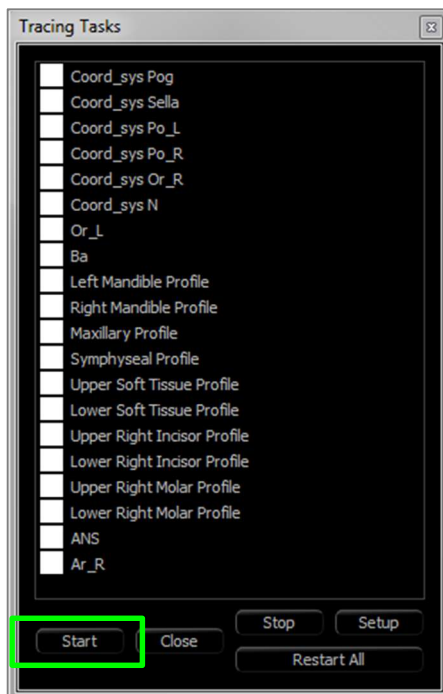 Tracing Tasks
Coord_sys Pog
Coord_sys Sella
Coord_sys Po_L
Coord_sys Po_R
Coord_sys Or_R
Coord_sys N
Or_L
Ba
Left Mandible Profile
Right Mandible Profile
Maxillary Profile
Symphyseal Profile
Upper Soft Tissue Profile
Lower Soft Tissue Profile
Upper Right Incisor Profile
Lower Right Incisor Profile
Upper Right Molar Profile
Lower Right Molar Profile
ANS
Ar_R
Start Close Stop Setup
Restart All